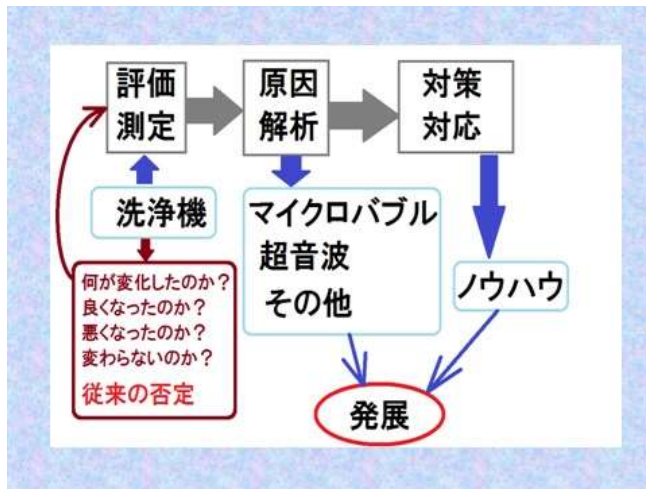 評価
測定
原因
解析
対策
対応
洗浄機
マイクロバブル
超音波
その他
ノウハウ
何が変化したのか?
良くなったのか?
悪くなったのか?
変わらないのか?
従来の否定
発展